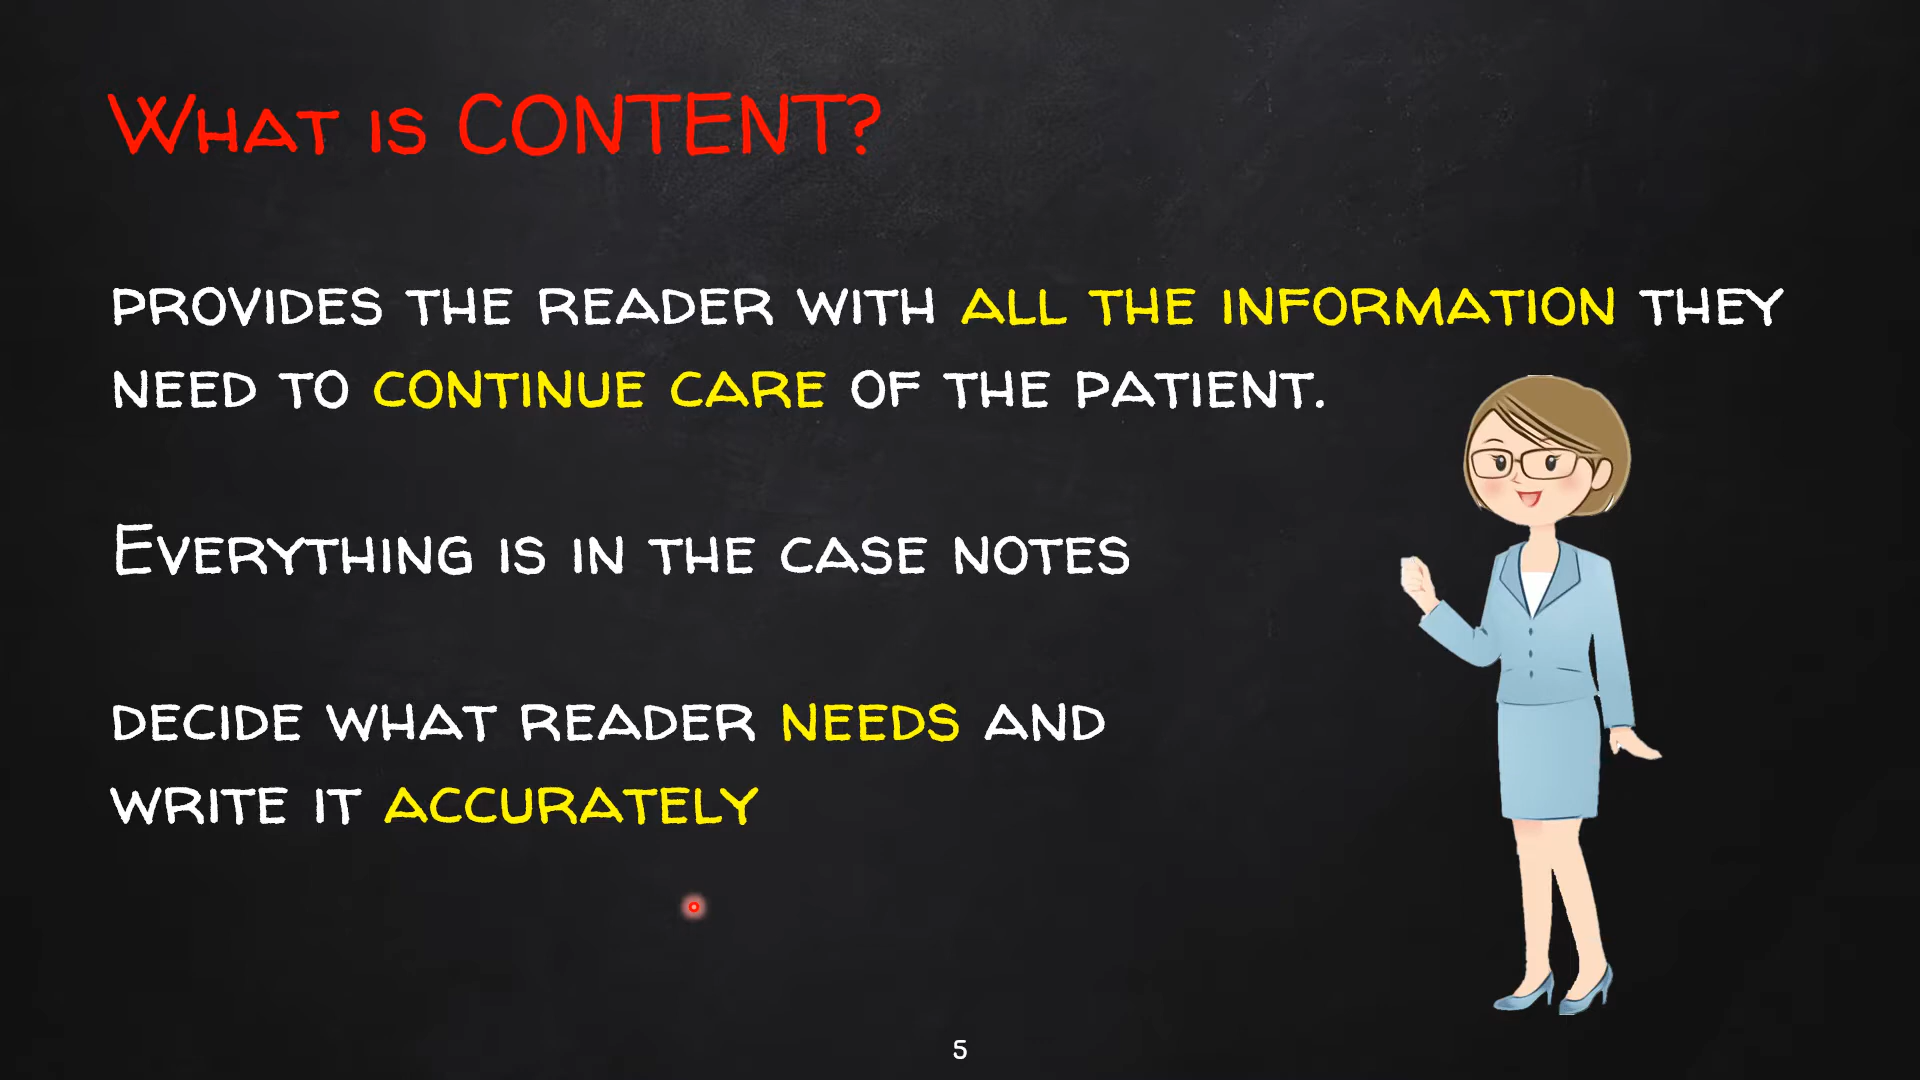 What is CONTENT?
provides the reader with all the information they
need to continue care of the patient.
Everything is in the case notes
decide what reader needs and
write it accurately
5